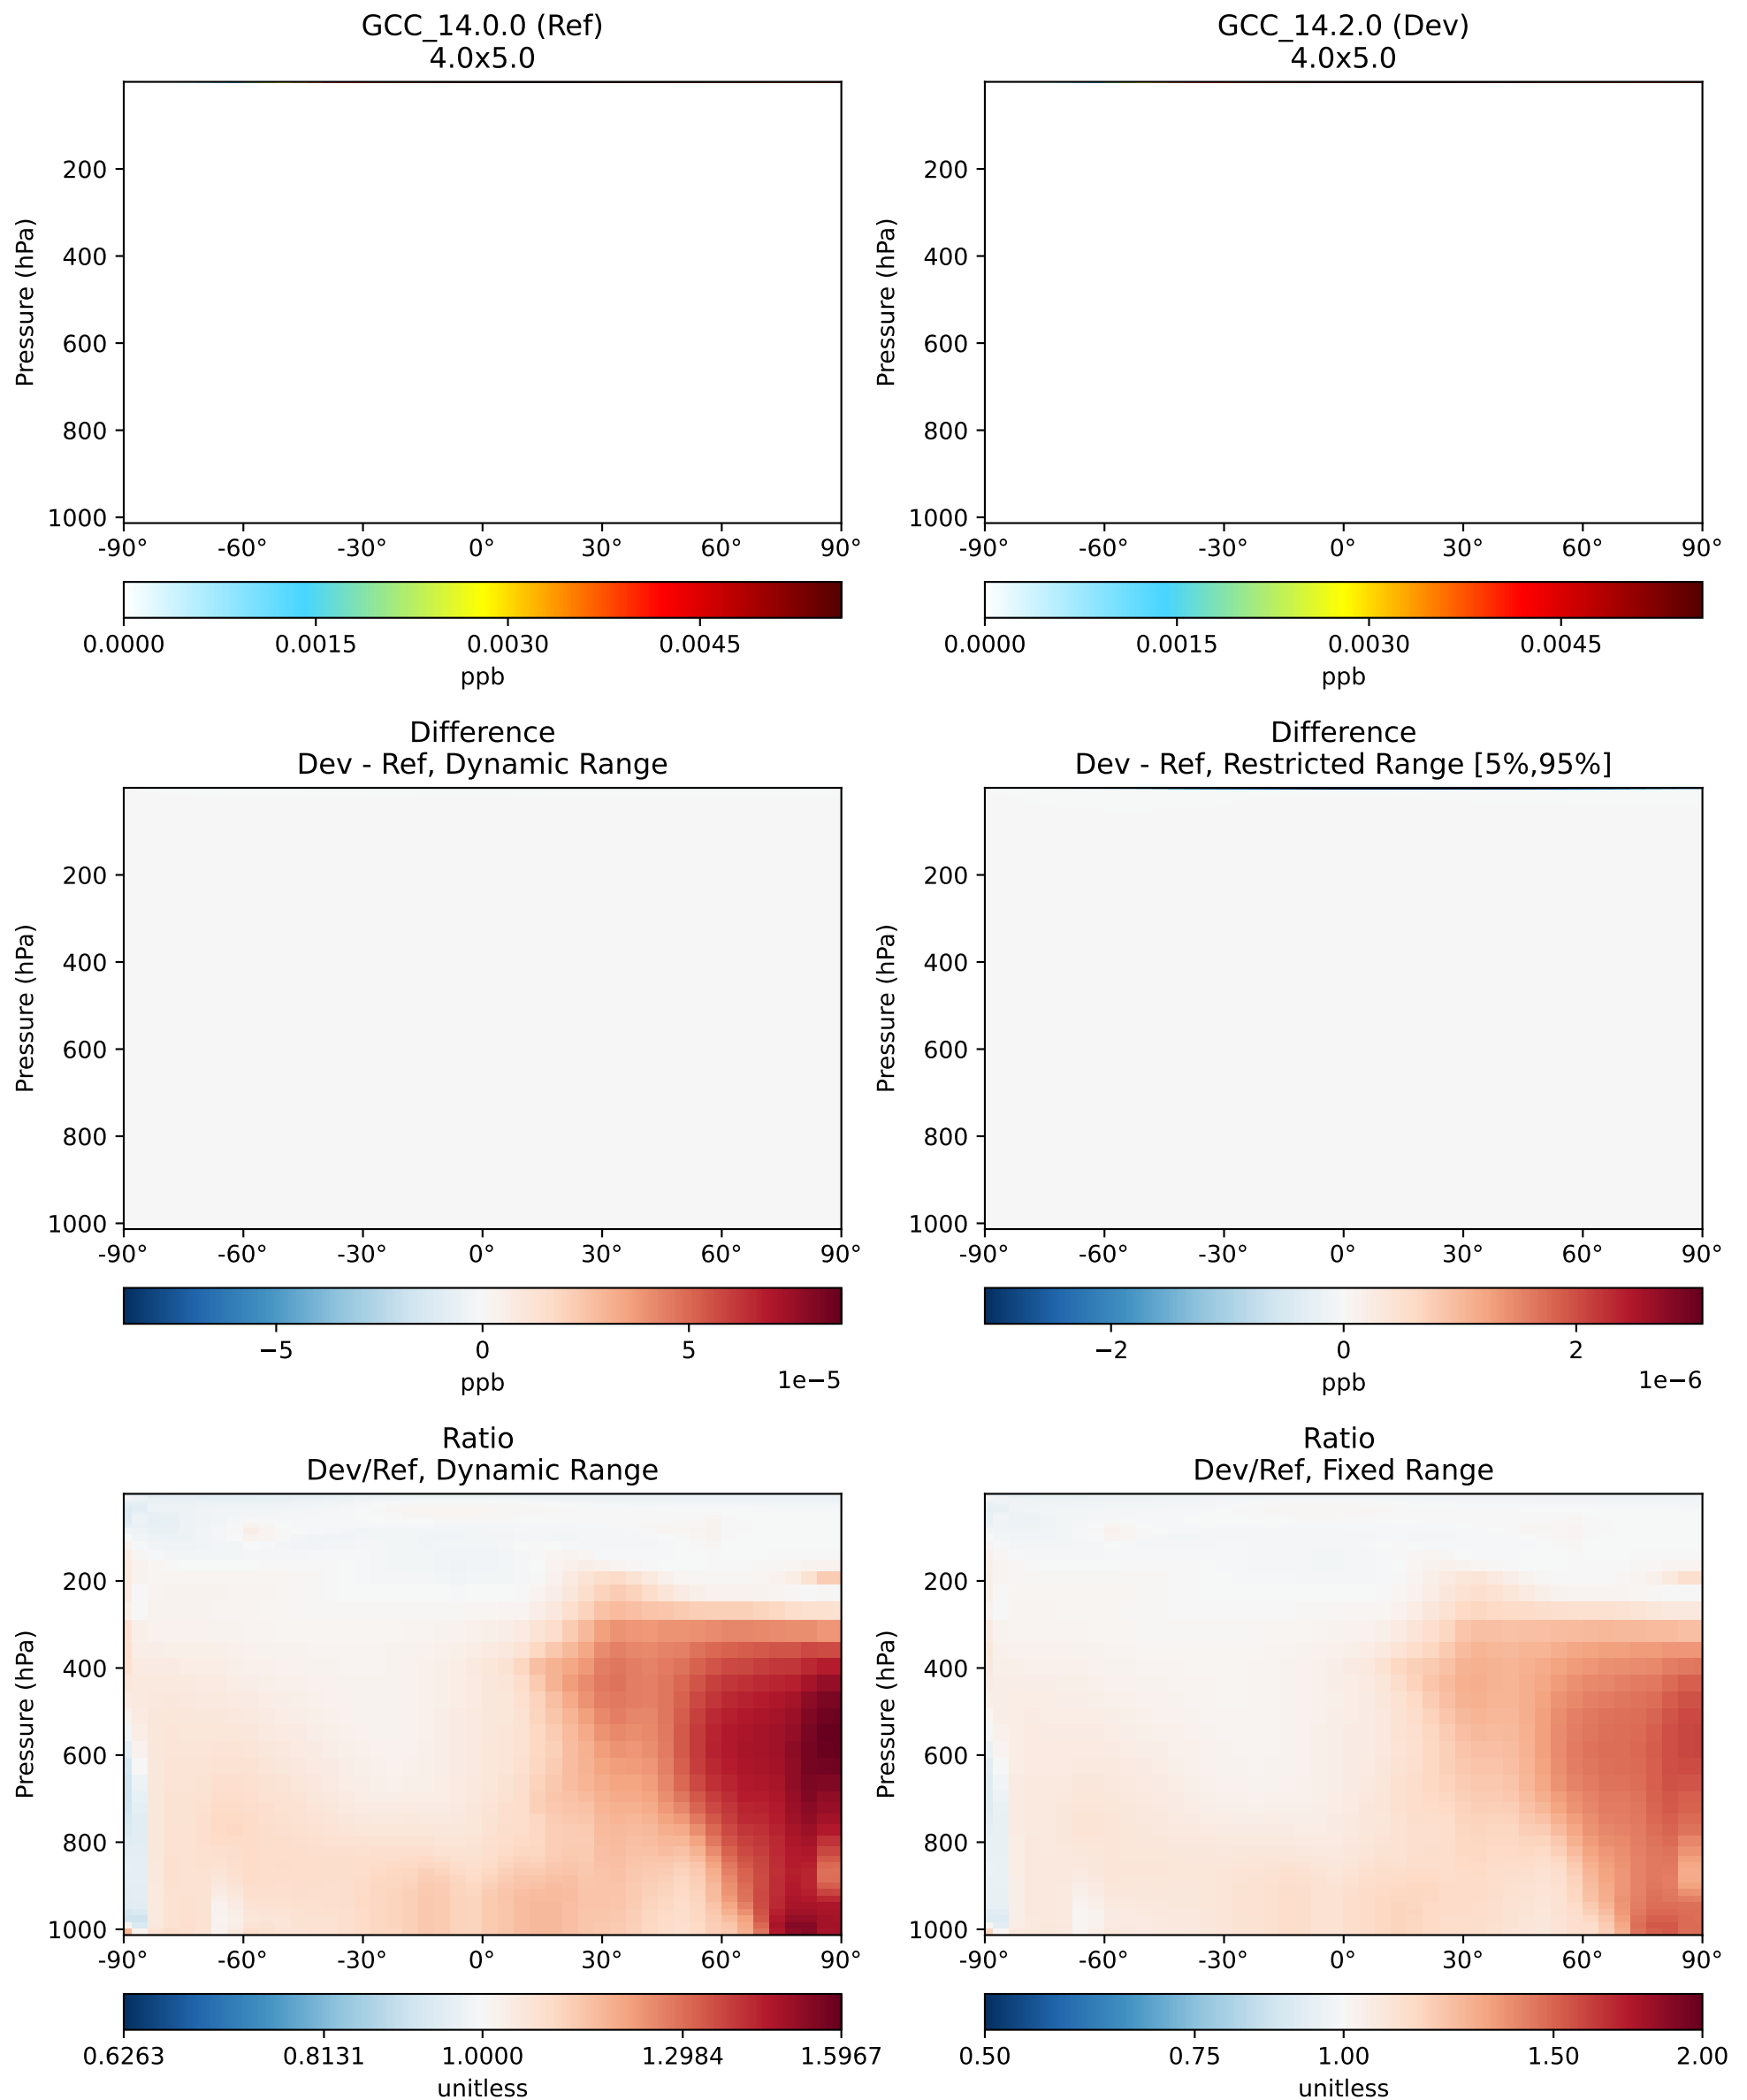 GCC_14.0.0 (Ref)
4.0x5.0
Pressure (hPa)
200
400
600
800
1000
-90° -60° -30° 0° 30° 60° 90°
0.0000 0.0015 0.0030 0.0045
ppb
GCC_14.2.0 (Dev)
4.0x5.0
Pressure (hPa)
200
400
600
800
1000
-90° -60° -30° 0° 30° 60° 90°
0.0000 0.0015 0.0030 0.0045
ppb
Difference
Dev - Ref, Dynamic Range
Pressure (hPa)
200
400
600
800
1000
-90° -60° -30° 0° 30° 60° 90°
−5 0 5
ppb 1e−5
Difference
Dev - Ref, Restricted Range [5%,95%]
Pressure (hPa)
200
400
600
800
1000
-90° -60° -30° 0° 30° 60° 90°
−2 0 2
ppb 1e−6
Ratio
Dev/Ref, Dynamic Range
Pressure (hPa)
200
400
600
800
1000
-90° -60° -30° 0° 30° 60° 90°
0.6263 0.8131 1.0000 1.2984 1.5967
unitless
Ratio
Dev/Ref, Fixed Range
Pressure (hPa)
200
400
600
800
1000
-90° -60° -30° 0° 30° 60° 90°
0.50 0.75 1.00 1.50 2.00
unitless